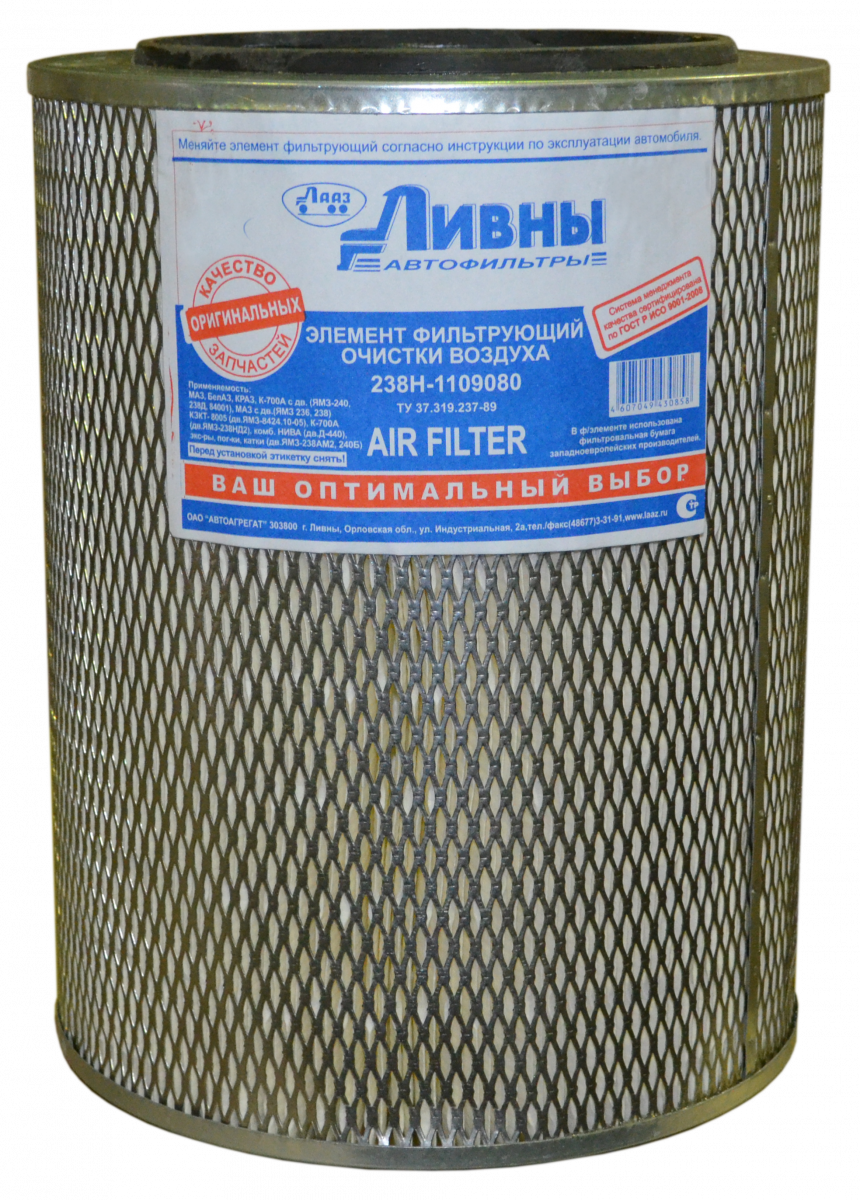 Меняйте элемент фильтрующий согласно инструкции по эксплуатации автомобиля.
ЛААЗ
ЛИВНЫ
АВТОФИЛЬТРЫ
КАЧЕСТВО
ОРИГИНАЛЬНЫХ
ЗАПЧАСТЕЙ
Система менеджмента
качества сертифицирована
по ГОСТ Р ИСО 9001-2008
ЭЛЕМЕНТ ФИЛЬТРУЮЩИЙ
ОЧИСТКИ ВОЗДУХА
238Н-1109080
ТУ 37.319.237-89
AIR FILTER
4607049430858
Применяемость:
МАЗ, БелАЗ, КРАЗ, К-700А с дв. (ЯМЗ-240,
238Д, 54001), МАЗ с дв.(ЯМЗ 236, 238)
КЗКТ- 8005 (дв.ЯМЗ-8424.10-05), К-700А
(дв.ЯМЗ-238НД2), комб. НИВА (дв.Д-440),
экс-ры, пог-ки, катки (дв.ЯМЗ-238АМ2, 240Б)
Перед установкой этикетку снять!
В ф/элементе использована
фильтровальная бумага
западноевропейских производителей.
ВАШ ОПТИМАЛЬНЫЙ ВЫБОР
ОАО "АВТОАГРЕГАТ" 303800 г. Ливны, Орловская обл., ул. Индустриальная, 2а,тел./факс(48677)3-31-91,www.laaz.ru